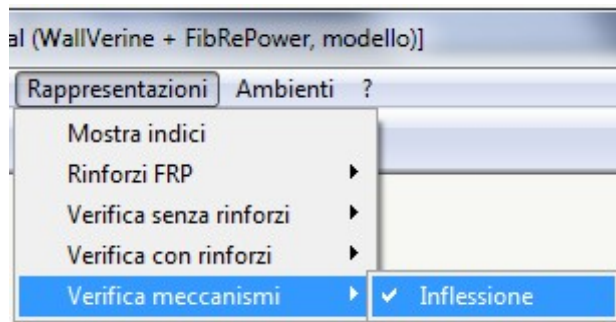 al (WallVerine + FibRePower, modello)]
Rappresentazioni Ambienti ?
Mostra indici
Rinforzi FRP
Verifica senza rinforzi
Verifica con rinforzi
Verifica meccanismi Inflessione